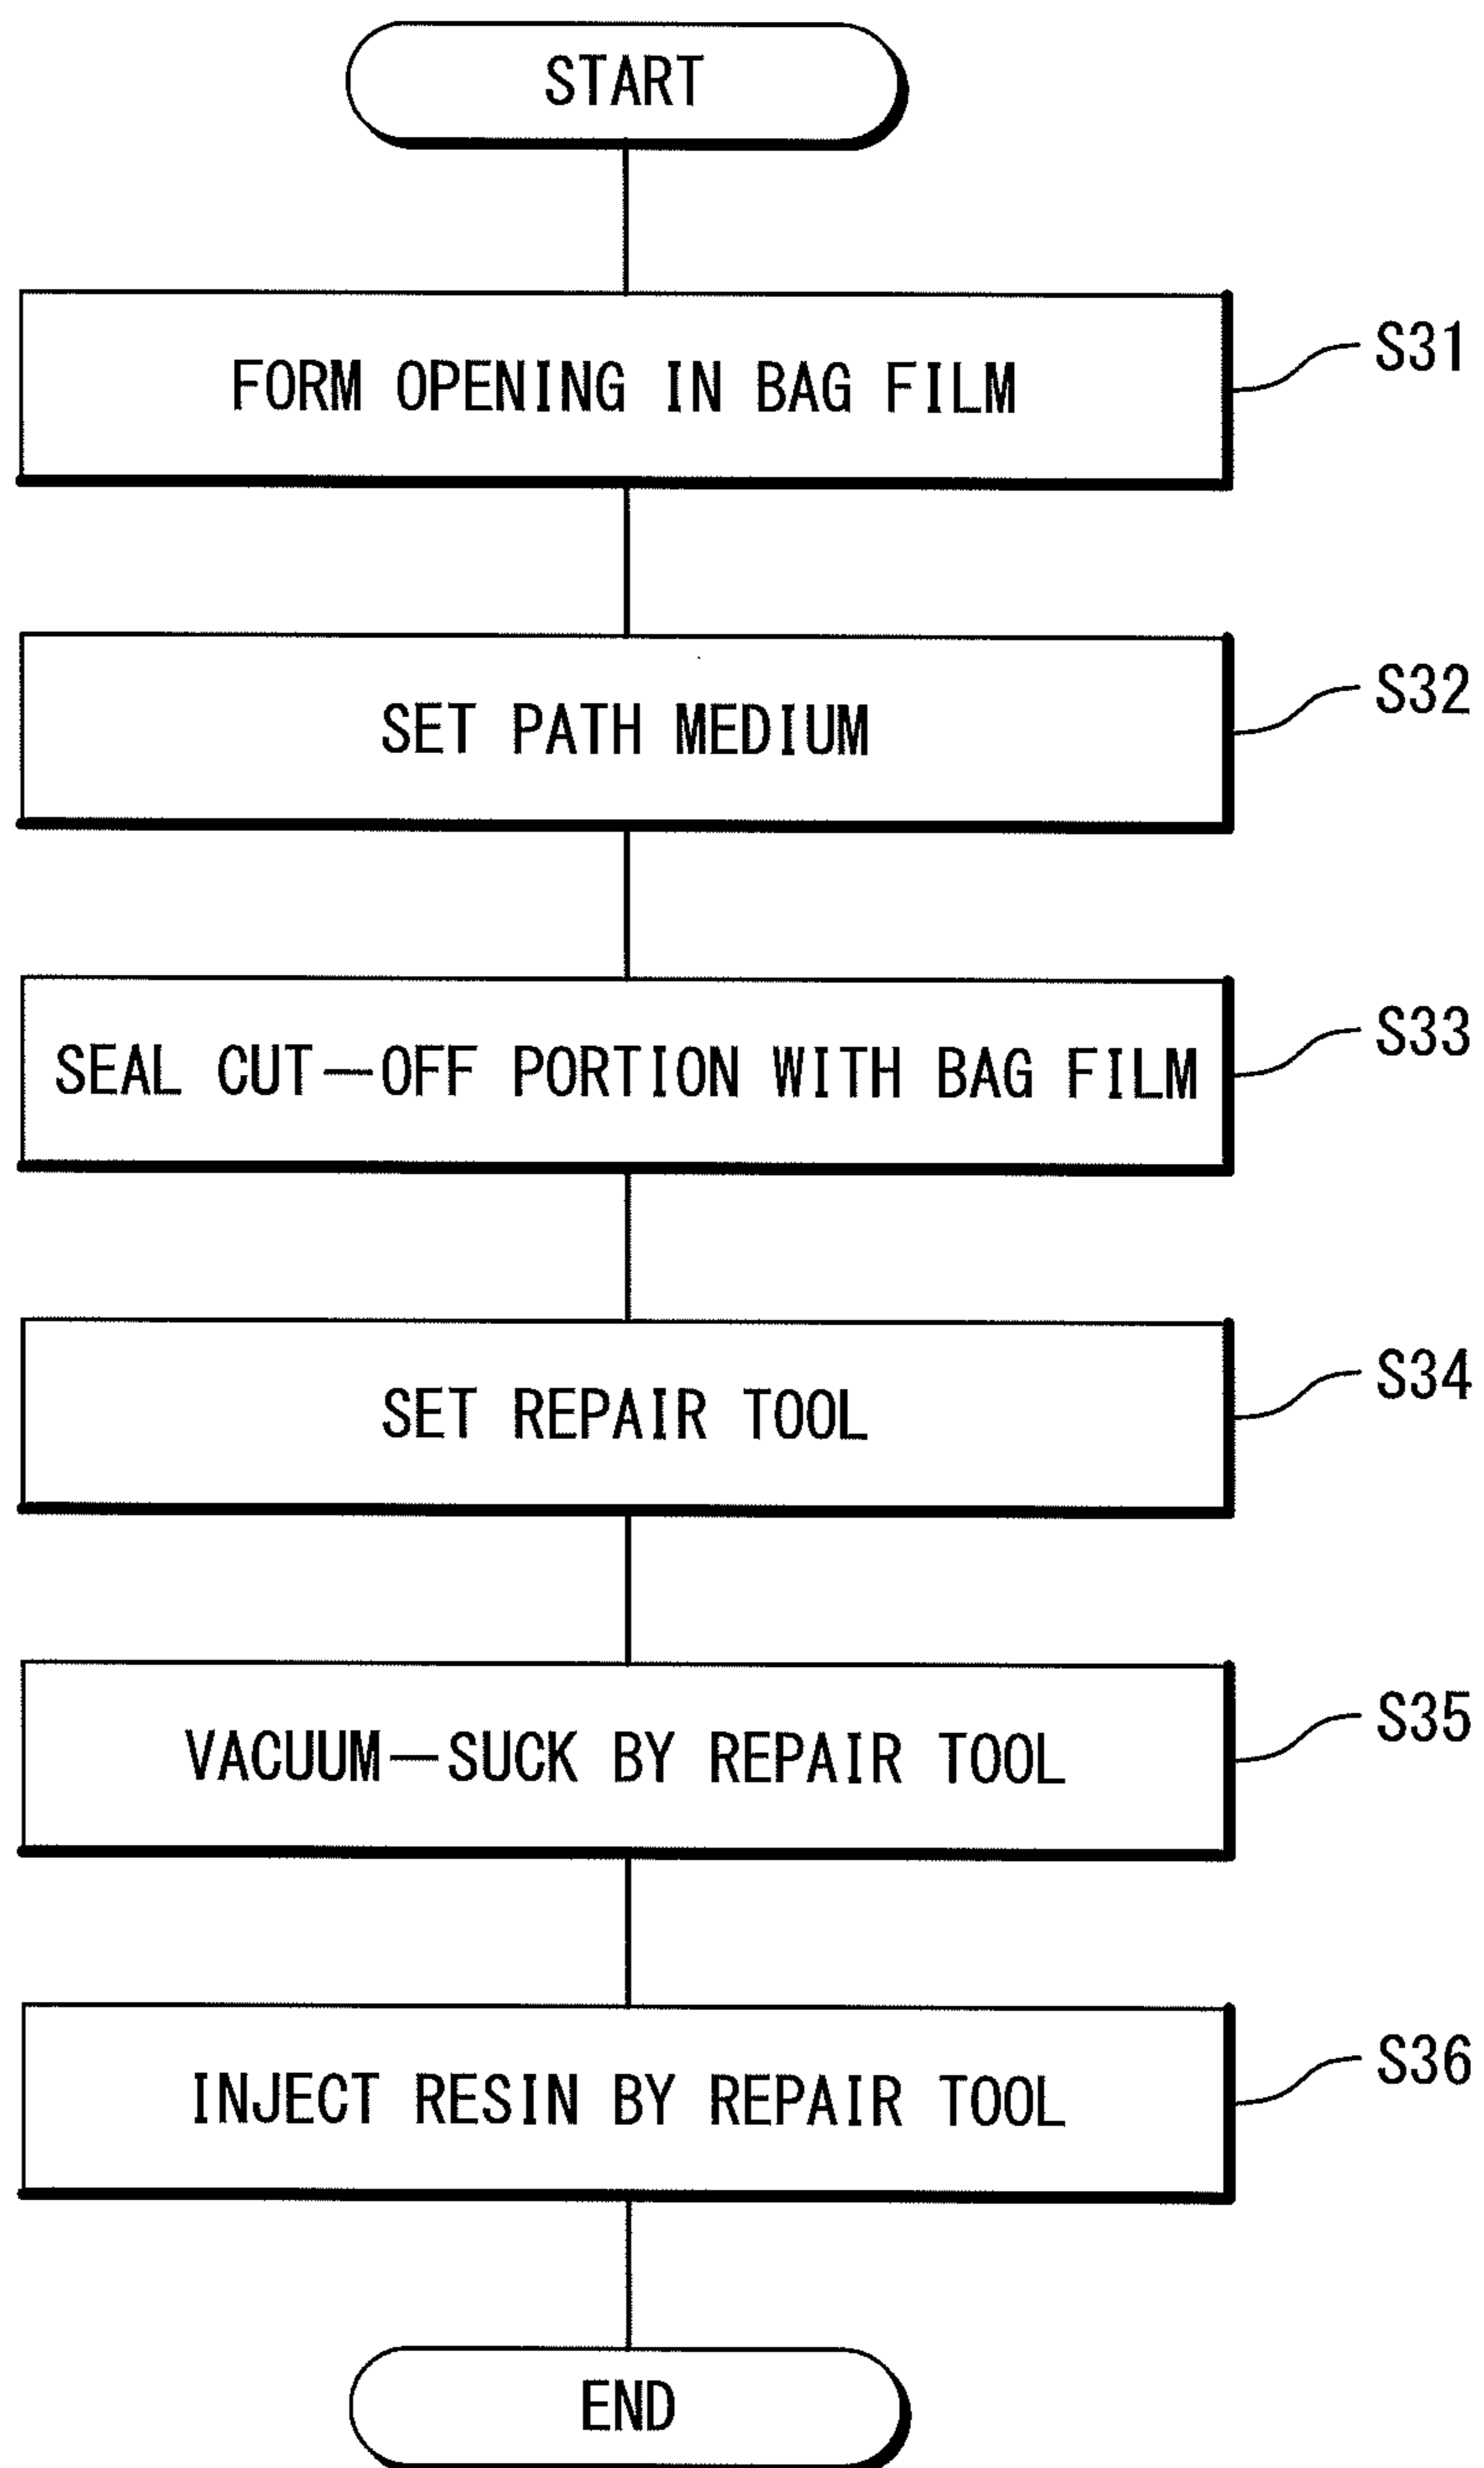 START
FORM OPENING IN BAG FILM
S31
SET PATH MEDIUM
S32
SEAL CUT—OFF PORTION WITH BAG FILM
S33
SET REPAIR TOOL
S34
VACUUM—SUCK BY REPAIR TOOL
S35
INJECT RESIN BY REPAIR TOOL
S36
END